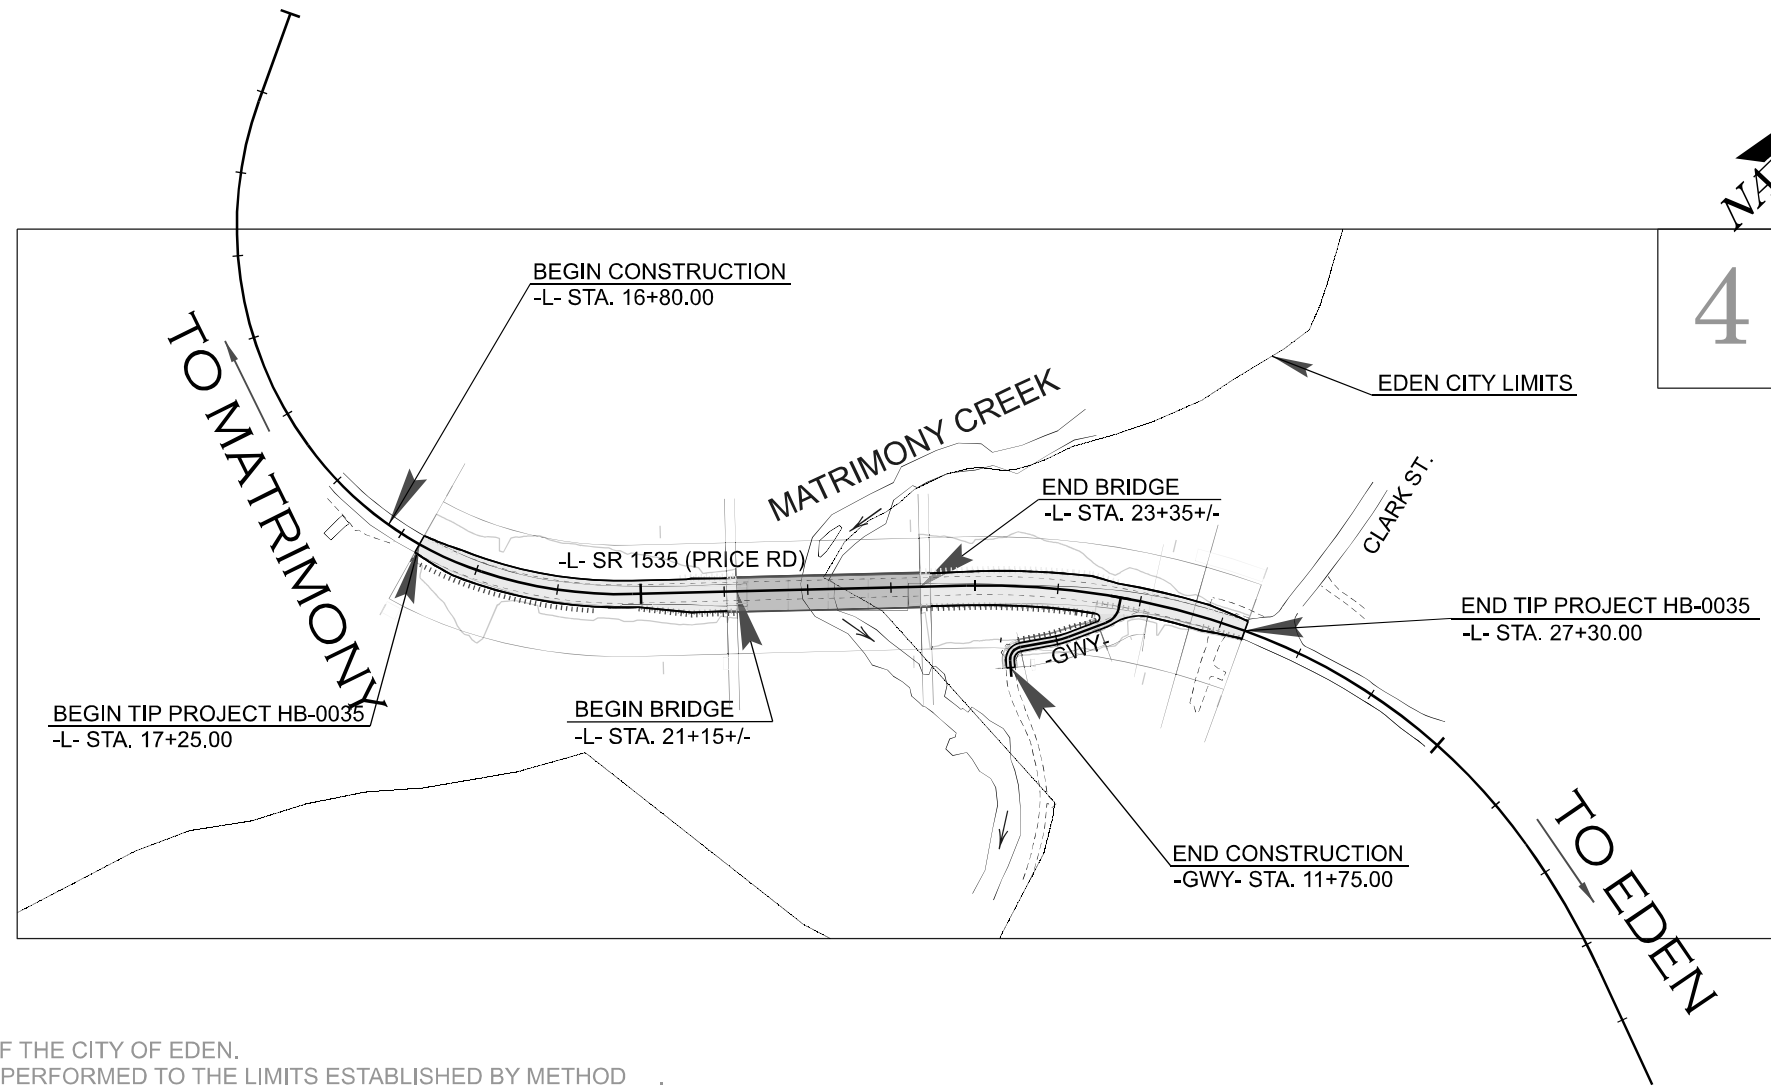 BEGIN CONSTRUCTION
-L- STA. 16+80.00
4
TO MATRIMONY
MATRIMONY CREEK
EDEN CITY LIMITS
END BRIDGE
-L- STA. 23+35+/-
CLARK ST.
-L- SR 1535 (PRICE RD)
END TIP PROJECT HB-0035
-L- STA. 27+30.00
-GWY-
BEGIN TIP PROJECT HB-0035
-L- STA. 17+25.00
BEGIN BRIDGE
-L- STA. 21+15+/-
END CONSTRUCTION
-GWY- STA. 11+75.00
TO EDEN
F THE CITY OF EDEN.
PERFORMED TO THE LIMITS ESTABLISHED BY METHOD .